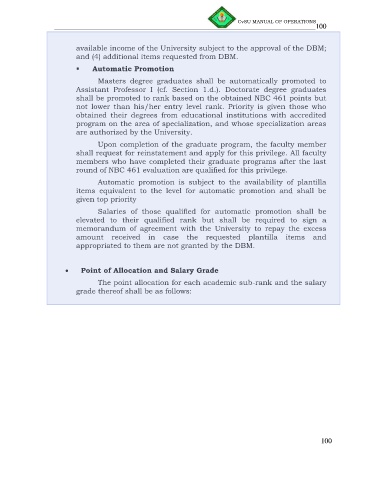 CvSU MANUAL OF OPERATIONS
100
available income of the University subject to the approval of the DBM;
and (4) additional items requested from DBM.
▪ Automatic Promotion
Masters degree graduates shall be automatically promoted to
Assistant Professor I (cf. Section 1.d.). Doctorate degree graduates
shall be promoted to rank based on the obtained NBC 461 points but
not lower than his/her entry level rank. Priority is given those who
obtained their degrees from educational institutions with accredited
program on the area of specialization, and whose specialization areas
are authorized by the University.
Upon completion of the graduate program, the faculty member
shall request for reinstatement and apply for this privilege. All faculty
members who have completed their graduate programs after the last
round of NBC 461 evaluation are qualified for this privilege.
Automatic promotion is subject to the availability of plantilla
items equivalent to the level for automatic promotion and shall be
given top priority
Salaries of those qualified for automatic promotion shall be
elevated to their qualified rank but shall be required to sign a
memorandum of agreement with the University to repay the excess
amount received in case the requested plantilla items and
appropriated to them are not granted by the DBM.
• Point of Allocation and Salary Grade
The point allocation for each academic sub-rank and the salary
grade thereof shall be as follows:
100